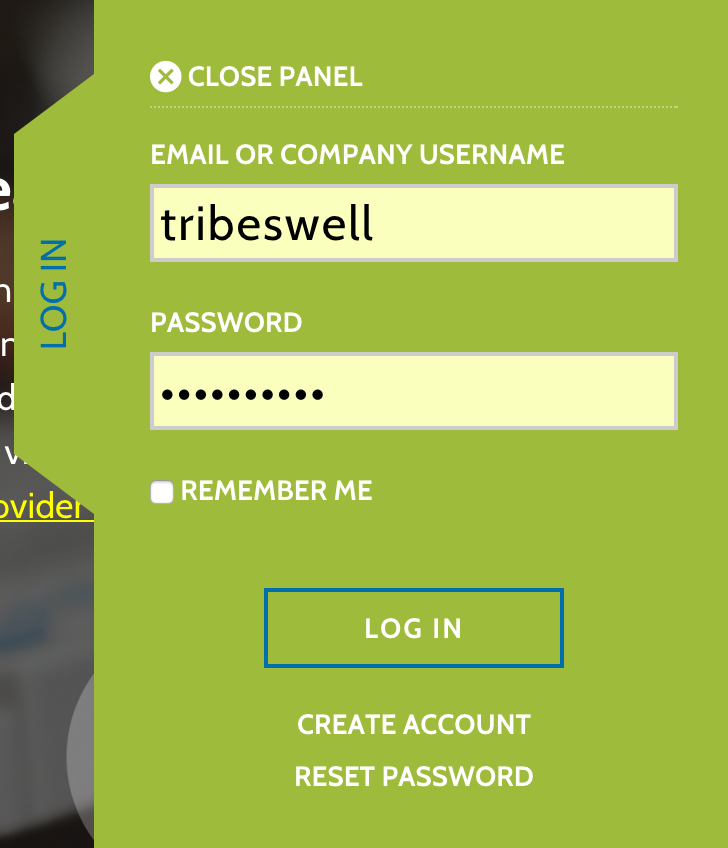 CLOSE PANEL
EMAIL OR COMPANY USERNAME
tribeswell
LOG IN
PASSWORD
••••••••••
REMEMBER ME
LOG IN
CREATE ACCOUNT
RESET PASSWORD